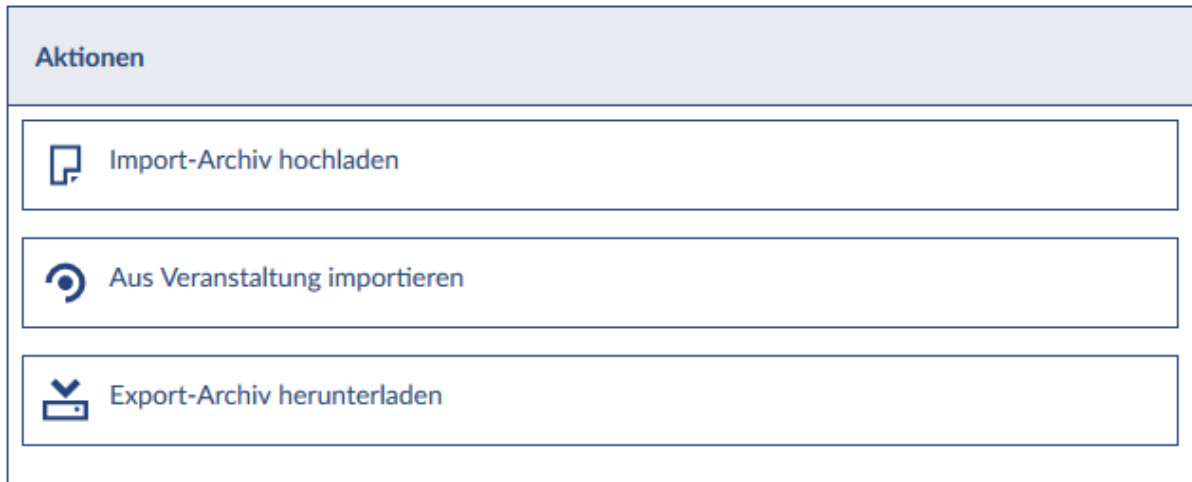 Aktionen
Import-Archiv hochladen
Aus Veranstaltung importieren
Export-Archiv herunterladen